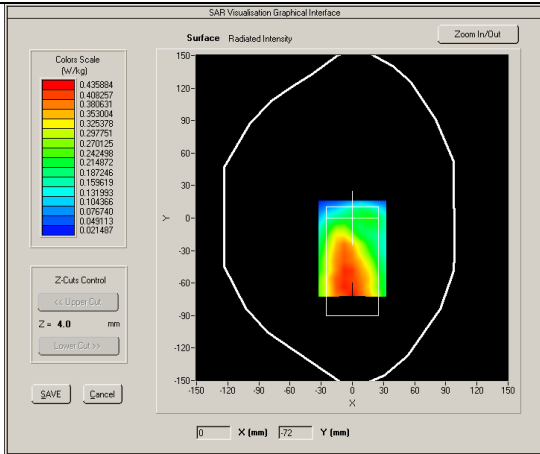 SAR Visualisation Graphical Interface
Surface Radiated Intensity
Zoom In/Out
Colors Scale
(W/kg)
0.435884
0.408257
0.380631
0.353004
0.325378
0.297751
0.270125
0.242498
0.214872
0.187246
0.159619
0.131993
0.104366
0.076740
0.049113
0.021487
Z-Cuts Control
<< Upper Cut
Z = 4.0 mm
Lower Cut >>
SAVE Cancel
150
120
90
60
30
0
-30
-60
-90
-120
-150
Y
-150 -120 -90 -60 -30 0 30 60 90 120 150
X
0 X (mm) -72 Y (mm)